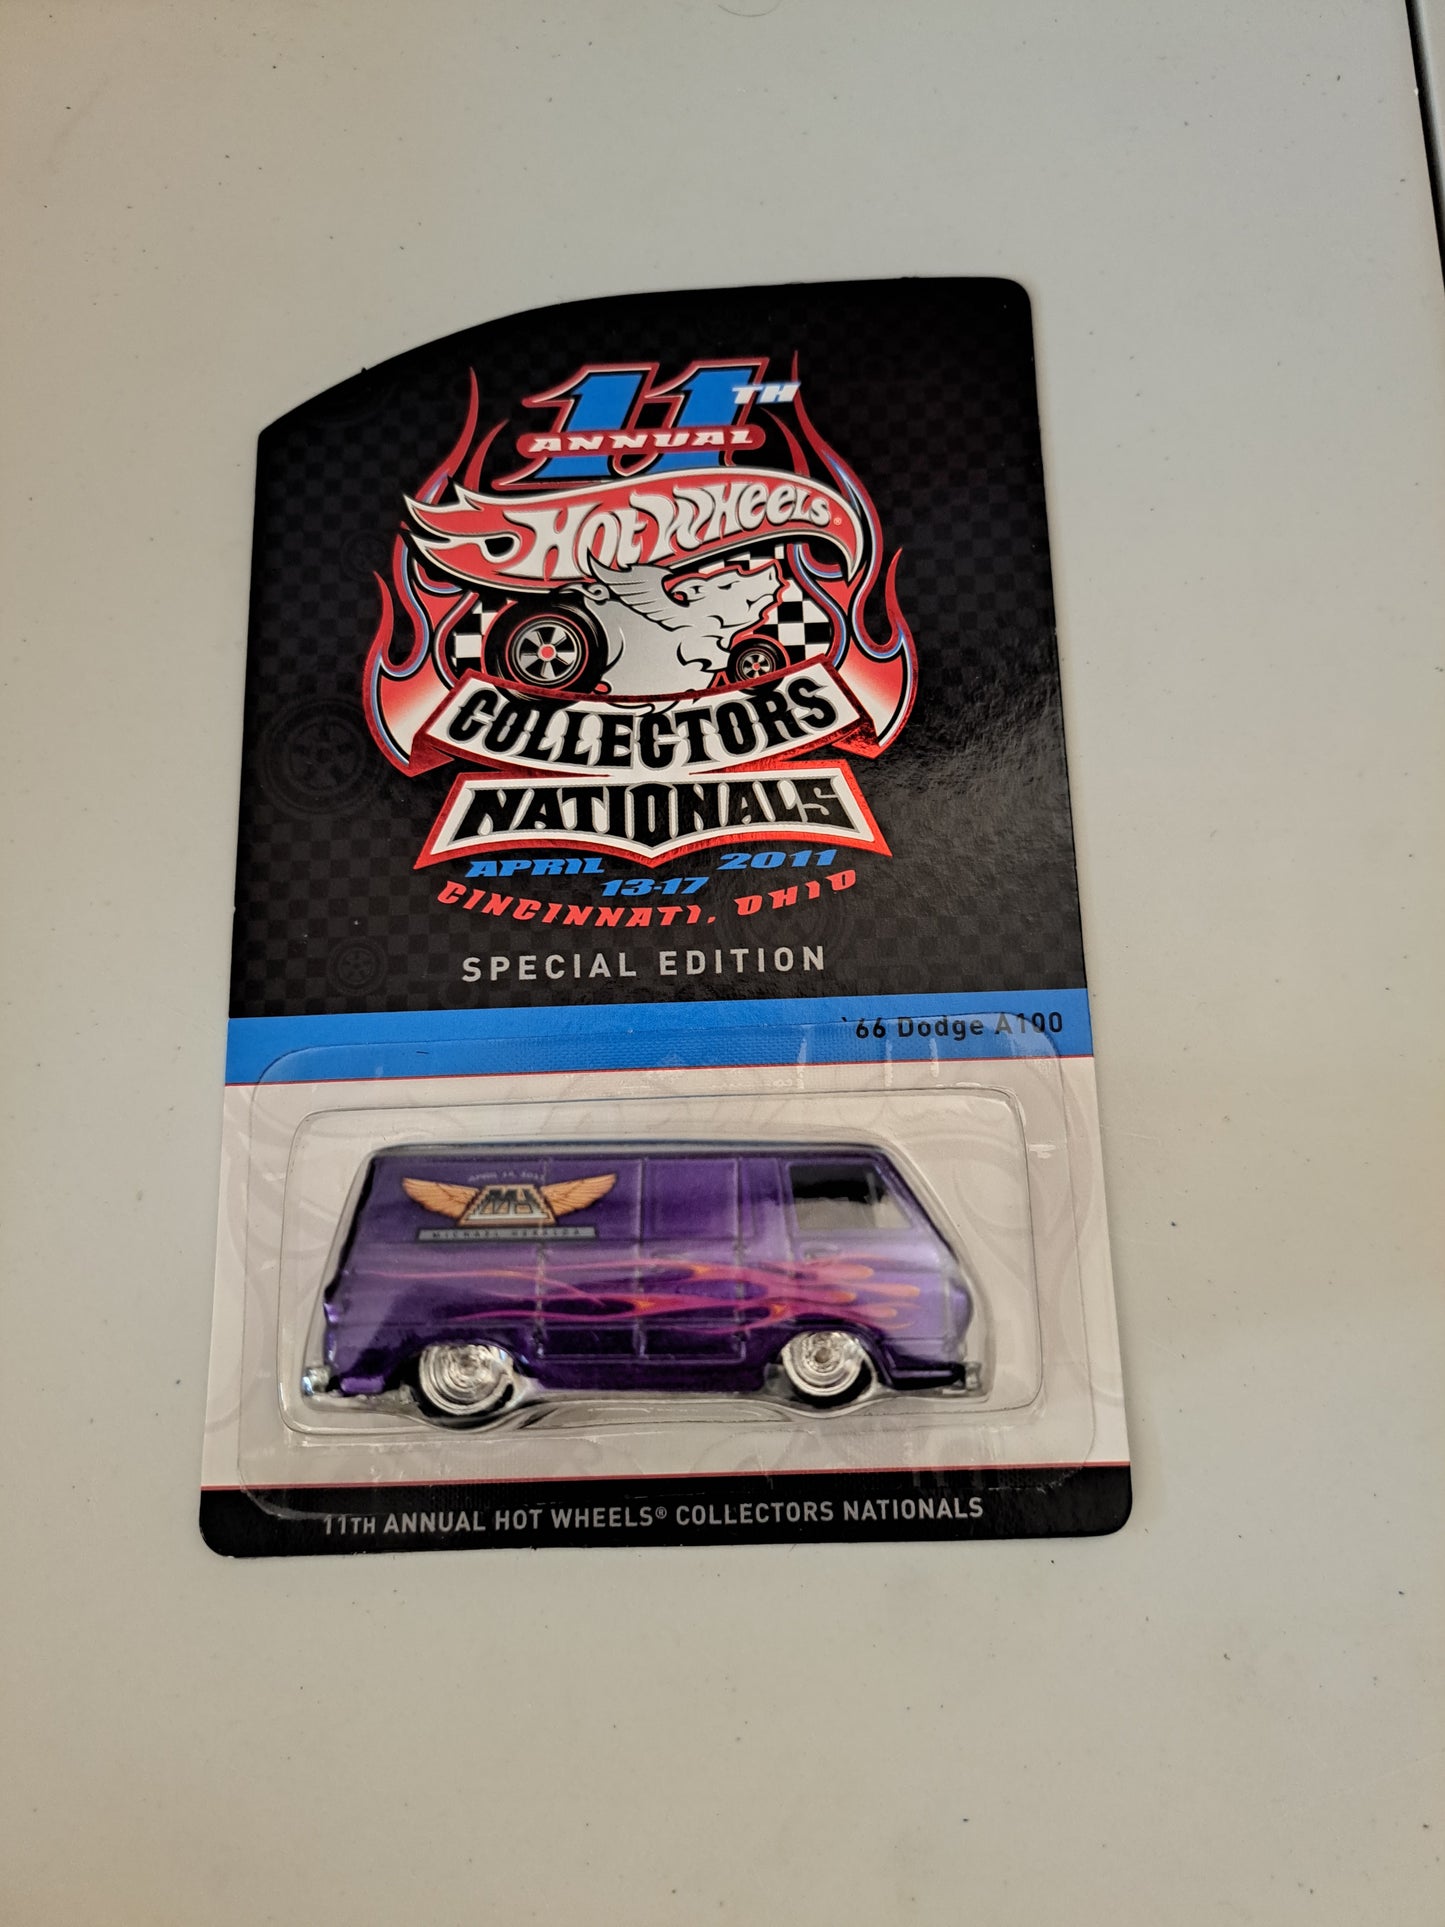 11TH
ANNUAL
Hot Wheels®
COLLECTORS
NATIONALS
APRIL 13-17 2011
CINCINNATI, OHIO
SPECIAL EDITION
`66 Dodge A100
11TH ANNUAL HOT WHEELS® COLLECTORS NATIONALS